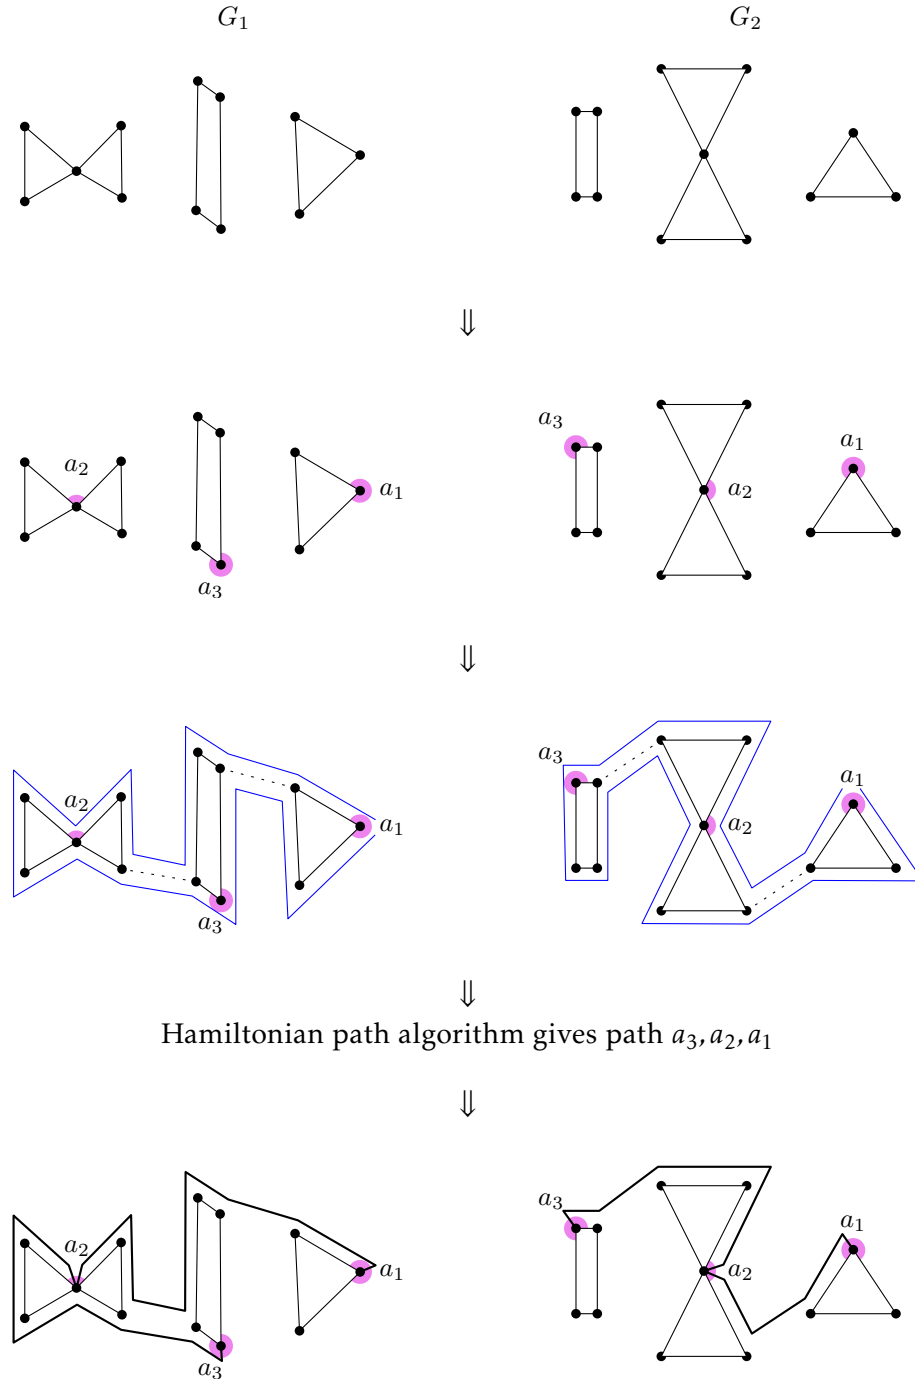 G₁ G₂
⇓
a₂ a₃ a₁ a₃ a₂ a₁
⇓
a₂ a₃ a₁ a₃ a₂ a₁
⇓
Hamiltonian path algorithm gives path a₃, a₂, a₁
⇓
a₂ a₃ a₁ a₃ a₂ a₁